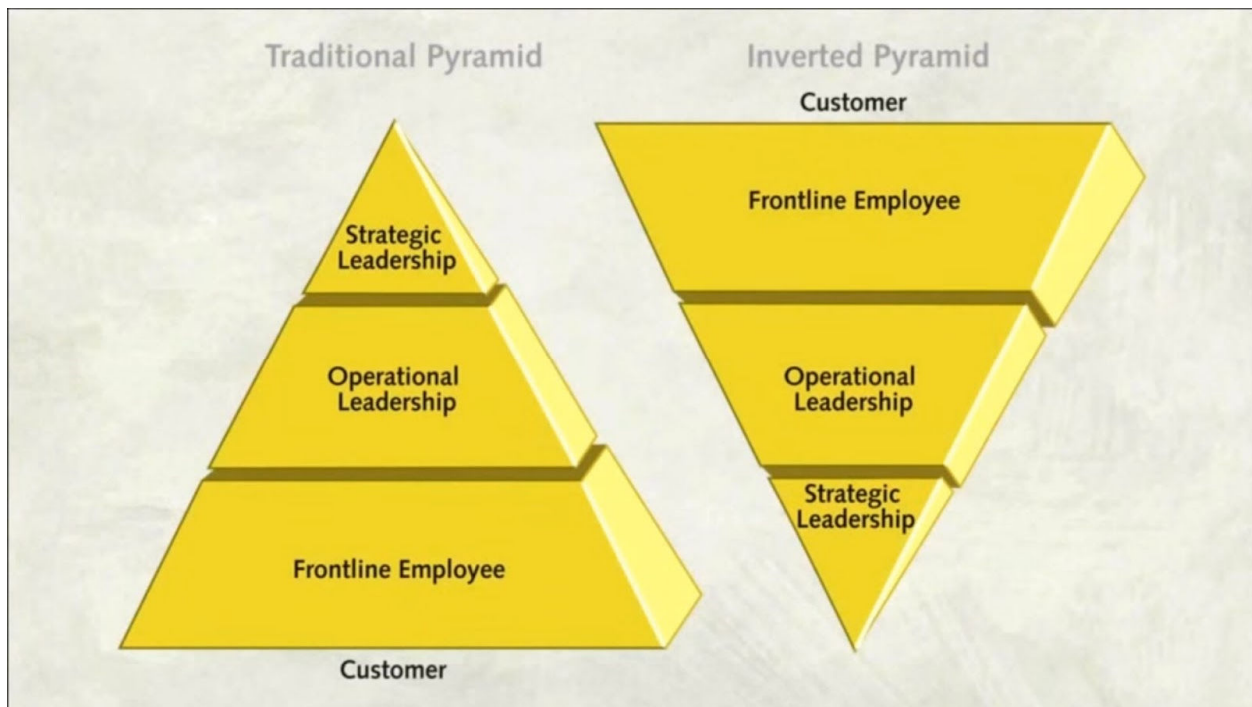 Traditional Pyramid
Strategic
Leadership
Operational
Leadership
Frontline Employee
Customer
Inverted Pyramid
Customer
Frontline Employee
Operational
Leadership
Strategic
Leadership